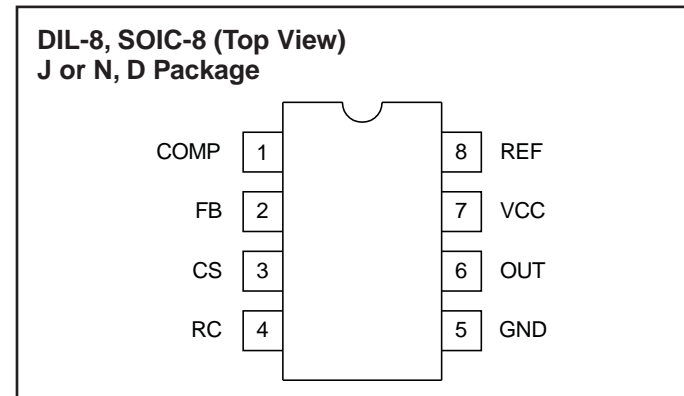 DIL-8, SOIC-8 (Top View)
J or N, D Package
COMP 1 8 REF
FB 2 7 VCC
CS 3 6 OUT
RC 4 5 GND